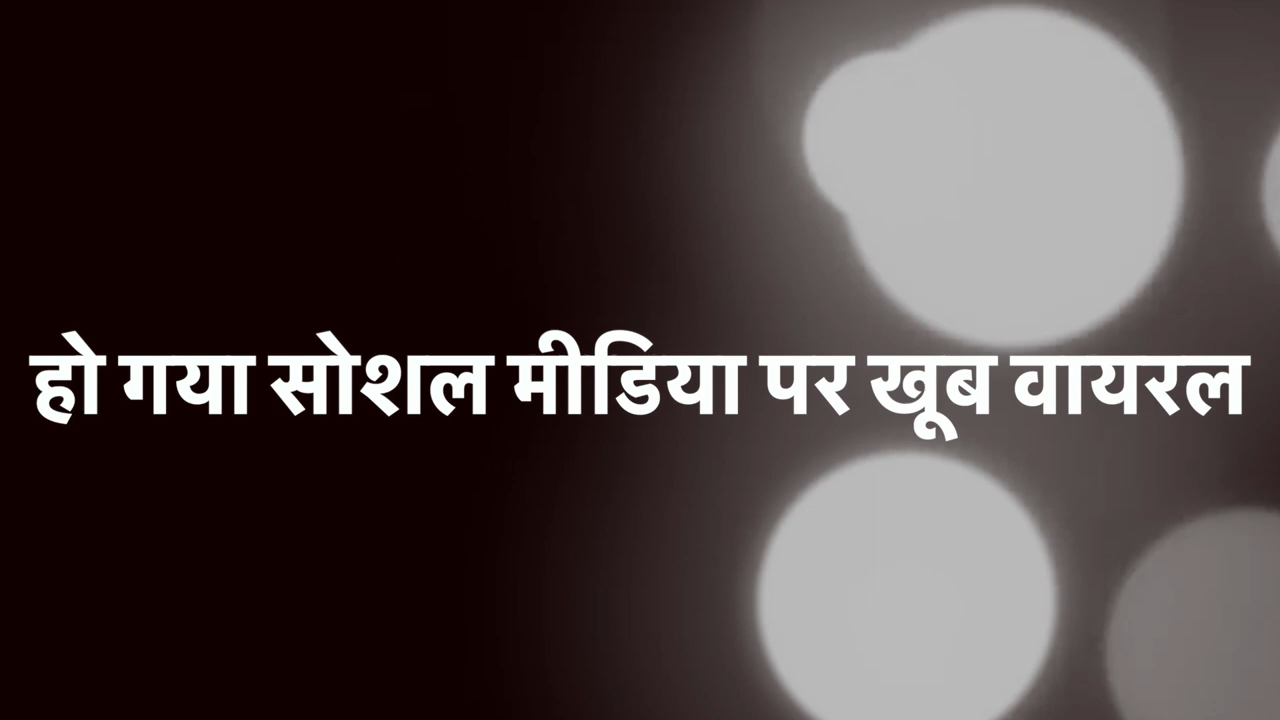 हो गया सोशल मीडिया पर खूब वायरल